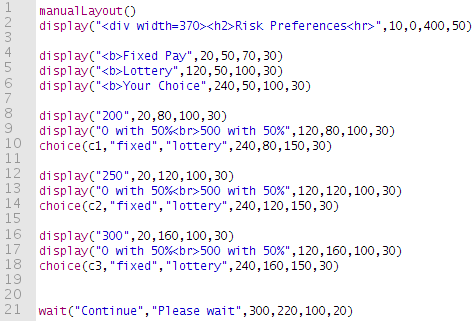 1 manualLayout()
2 display("<div width=370><h2>Risk Preferences<hr>",10,0,400,50)
3
4 display("<b>Fixed Pay",20,50,70,30)
5 display("<b>Lottery",120,50,100,30)
6 display("<b>Your Choice",240,50,100,30)
7
8 display("200",20,80,100,30)
9 display("0 with 50%<br>500 with 50%",120,80,100,30)
10 choice(c1,"fixed","lottery",240,80,150,30)
11
12 display("250",20,120,100,30)
13 display("0 with 50%<br>500 with 50%",120,120,100,30)
14 choice(c2,"fixed","lottery",240,120,150,30)
15
16 display("300",20,160,100,30)
17 display("0 with 50%<br>500 with 50%",120,160,100,30)
18 choice(c3,"fixed","lottery",240,160,150,30)
19
20
21 wait("Continue","Please wait",300,220,100,20)